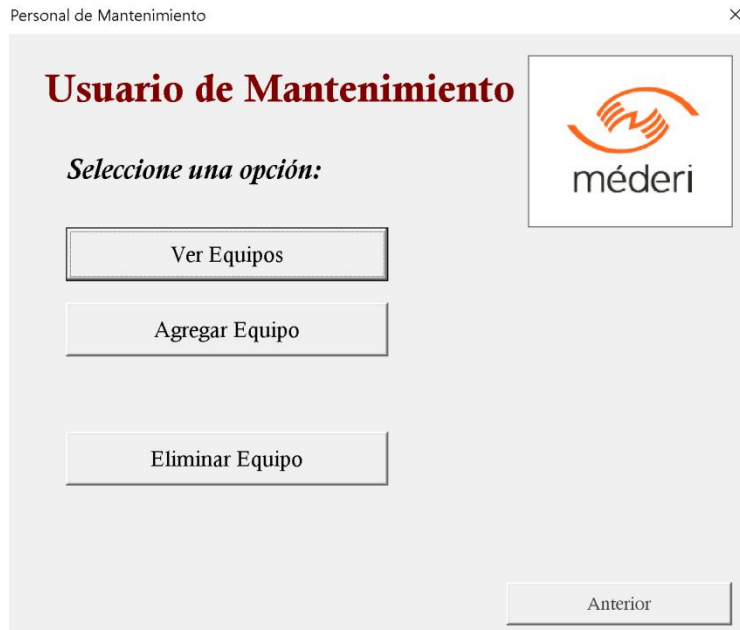 Personal de Mantenimiento
Usuario de Mantenimiento
méderi
Seleccione una opción:
Ver Equipos
Agregar Equipo
Eliminar Equipo
Anterior